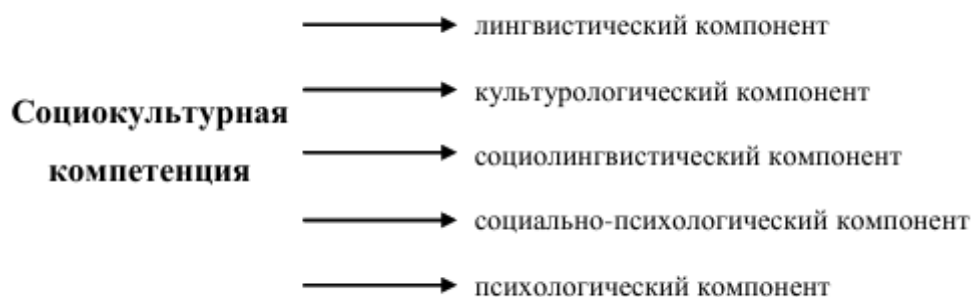 Социокультурная
компетенция
лингвистический компонент
культурологический компонент
социолингвистический компонент
социально-психологический компонент
психологический компонент